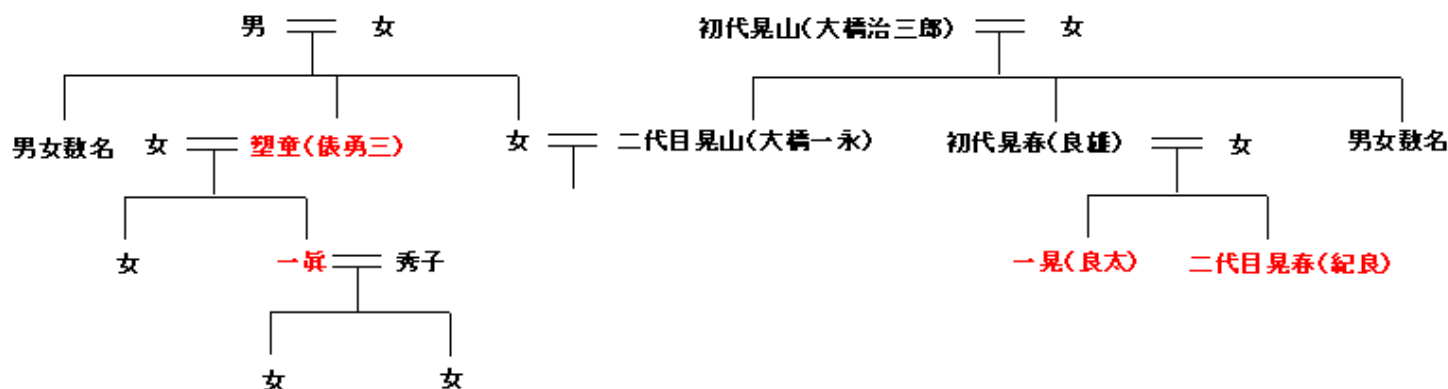 男 女 初代晃山(大橋治三郎) 女
男女数名 女 塑童(俵勇三) 女 二代目晃山(大橋一永) 初代晃春(良雄) 女 男女数名
女 一眞 秀子 一晃(良太) 二代目晃春(紀良)
女 女